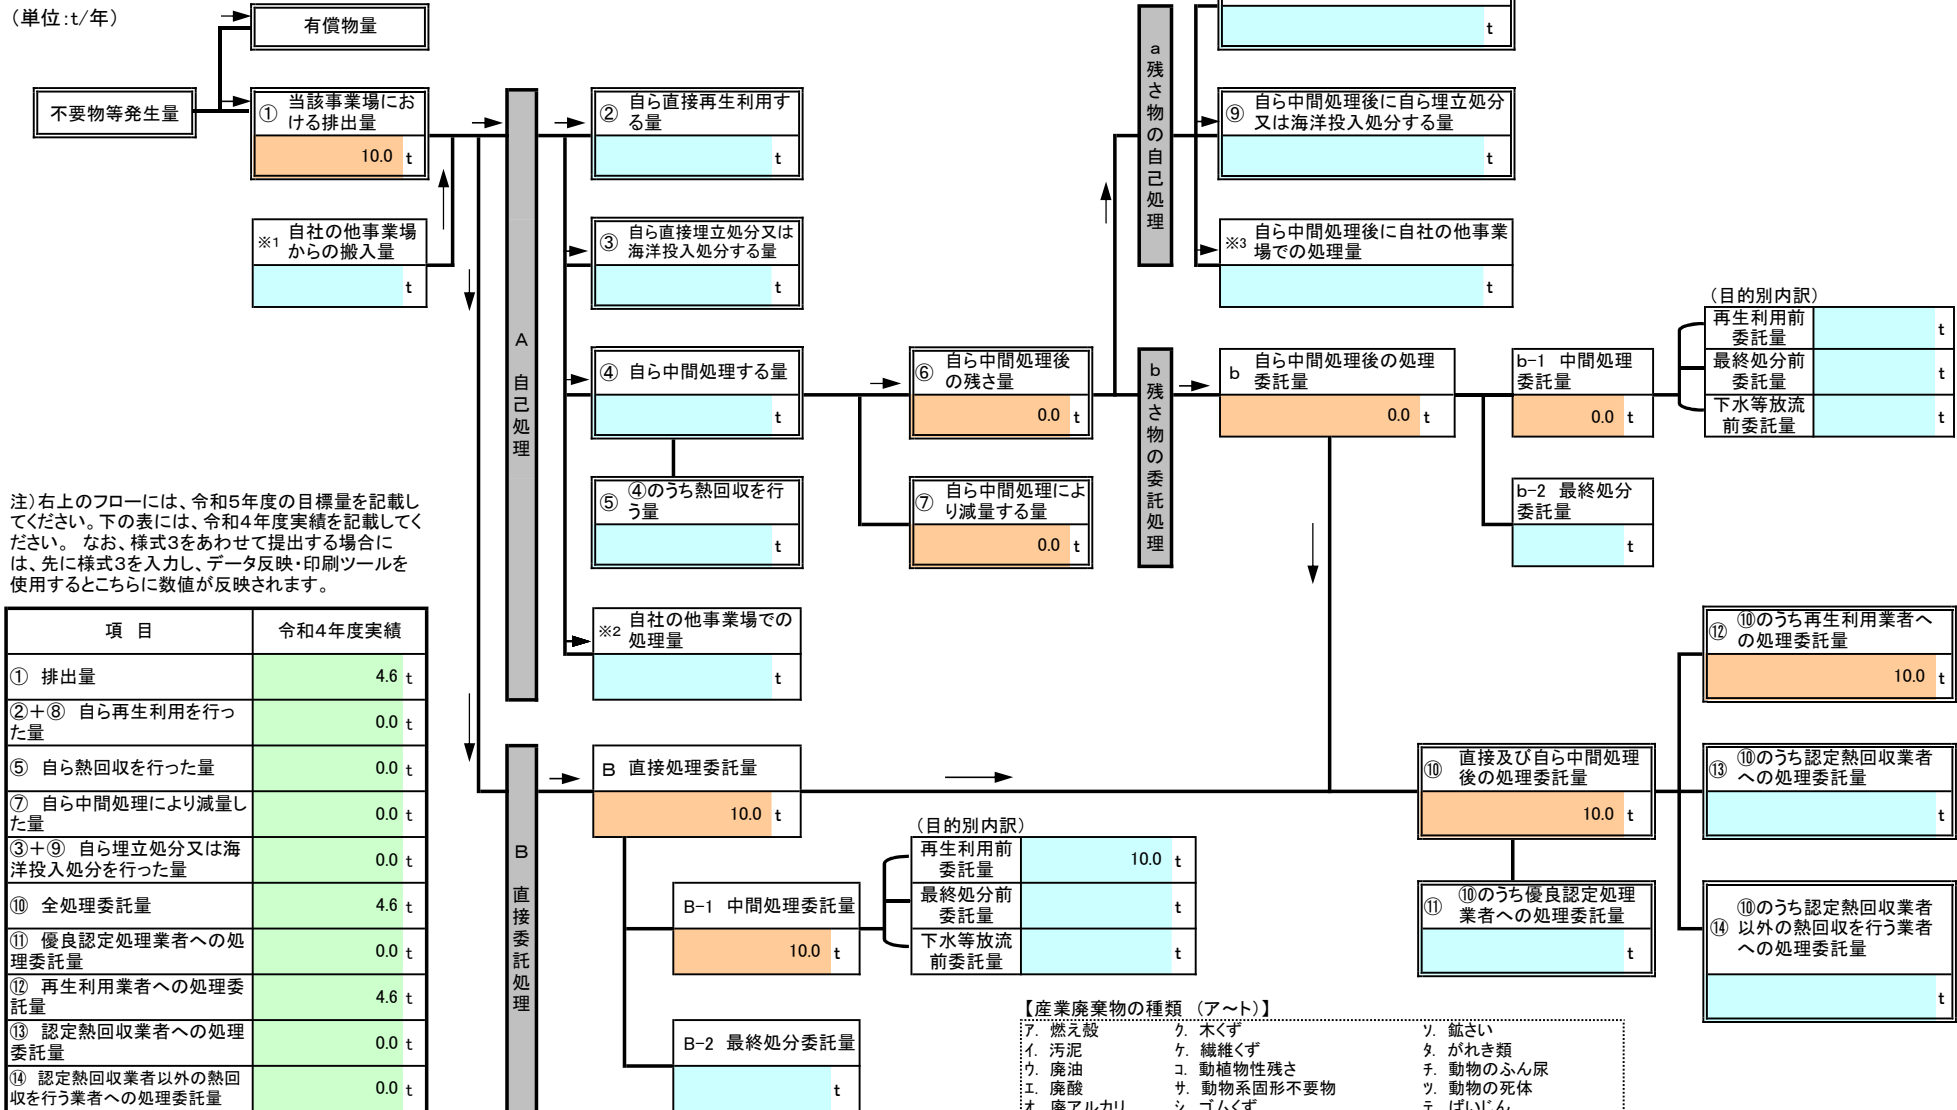 （単位:t/年）
有償物量
t
不要物等発生量
① 当該事業場にお
ける排出量
10.0 t
※1 自社の他事業場
からの搬入量
t
A 自己処理
② 自ら直接再生利用す
る量
t
③ 自ら直接埋立処分又は
海洋投入処分する量
t
④ 自ら中間処理する量
t
⑤ ④のうち熱回収を行
う量
t
※2 自社の他事業場での
処理量
t
⑥ 自ら中間処理後
の残さ量
0.0 t
⑦ 自ら中間処理によ
り減量する量
0.0 t
a 残さ物の自己処理
⑨ 自ら中間処理後に自ら埋立処分
又は海洋投入処分する量
t
※3 自ら中間処理後に自社の他事業
場での処理量
t
b 残さ物の委託処理
b 自ら中間処理後の処理
委託量
0.0 t
b-1 中間処理
委託量
0.0 t
（目的別内訳）
再生利用前
委託量
t
最終処分前
委託量
t
下水等放流
前委託量
t
b-2 最終処分
委託量
t
注）右上のフローには、令和5年度の目標量を記載し
てください。下の表には、令和4年度実績を記載してく
ださい。 なお、様式3をあわせて提出する場合に
は、先に様式3を入力し、データ反映・印刷ツールを
使用するとこちらに数値が反映されます。
項 目 令和4年度実績
① 排出量 4.6 t
②＋⑧ 自ら再生利用を行っ
た量 0.0 t
⑤ 自ら熱回収を行った量 0.0 t
⑦ 自ら中間処理により減量し
た量 0.0 t
③＋⑨ 自ら埋立処分又は海
洋投入処分を行った量 0.0 t
⑩ 全処理委託量 4.6 t
⑪ 優良認定処理業者への処
理委託量 0.0 t
⑫ 再生利用業者への処理委
託量 4.6 t
⑬ 認定熱回収業者への処理
委託量 0.0 t
⑭ 認定熱回収業者以外の熱回
収を行う業者への処理委託量 0.0 t
B 直接委託処理
B 直接処理委託量
10.0 t
B-1 中間処理委託量
10.0 t
（目的別内訳）
再生利用前
委託量
10.0 t
最終処分前
委託量
t
下水等放流
前委託量
t
B-2 最終処分委託量
t
⑩ 直接及び自ら中間処理
後の処理委託量
10.0 t
⑪ ⑩のうち優良認定処理
業者への処理委託量
t
⑫ ⑩のうち再生利用業者へ
の処理委託量
10.0 t
⑬ ⑩のうち認定熱回収業者
への処理委託量
t
⑭ ⑩のうち認定熱回収業者
以外の熱回収を行う業者
への処理委託量
t
【産業廃棄物の種類 （ア～ト）】
ア. 燃え殻 ク. 木くず ソ. 鉱さい
イ. 汚泥 ケ. 繊維くず タ. がれき類
ウ. 廃油 コ. 動植物性残さ チ. 動物のふん尿
エ. 廃酸 サ. 動物系固形不要物 ツ. 動物の死体
オ. 廃アルカリ シ. ゴムくず テ. ばいじん